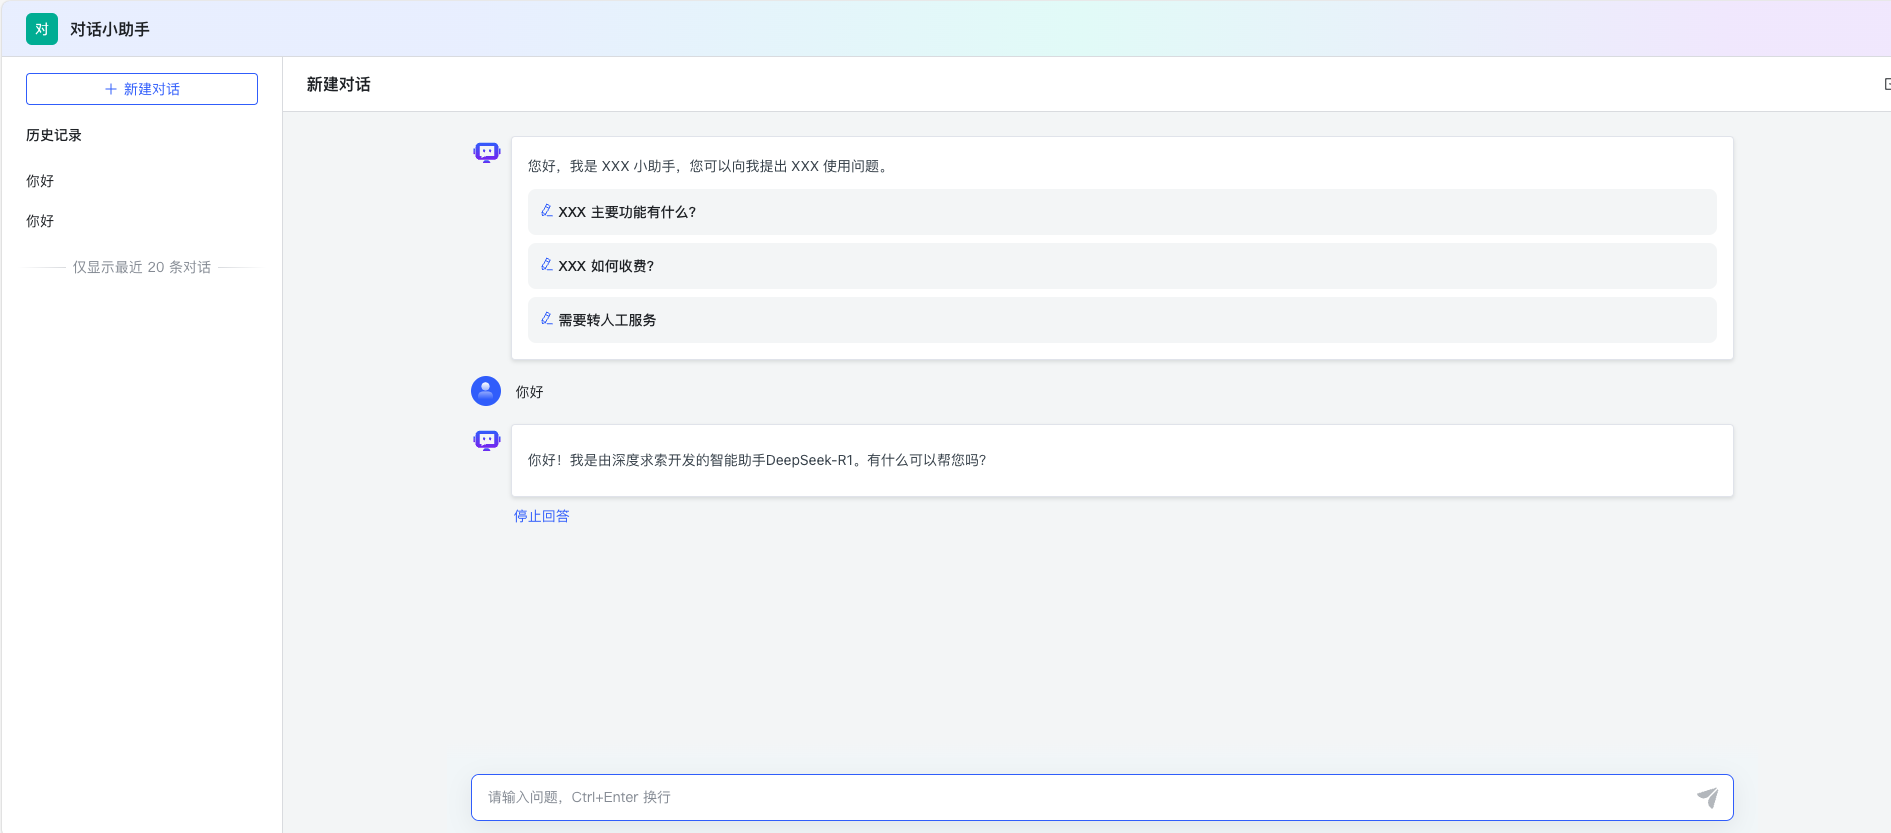 对 对话小助手
新建对话
历史记录
你好
你好
仅显示最近 20 条对话
新建对话
您好，我是 XXX 小助手，您可以向我提出 XXX 使用问题。
XXX 主要功能有什么?
XXX 如何收费?
需要转人工服务
你好
你好！我是由深度求索开发的智能助手DeepSeek-R1。有什么可以帮您吗?
停止回答
请输入问题，Ctrl+Enter 换行